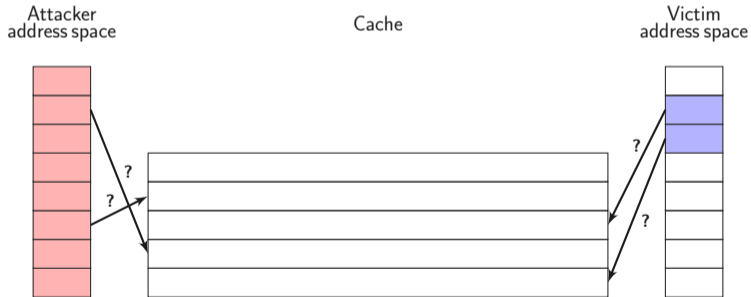 Attacker
address space
Cache
Victim
address space
?
?
?
?